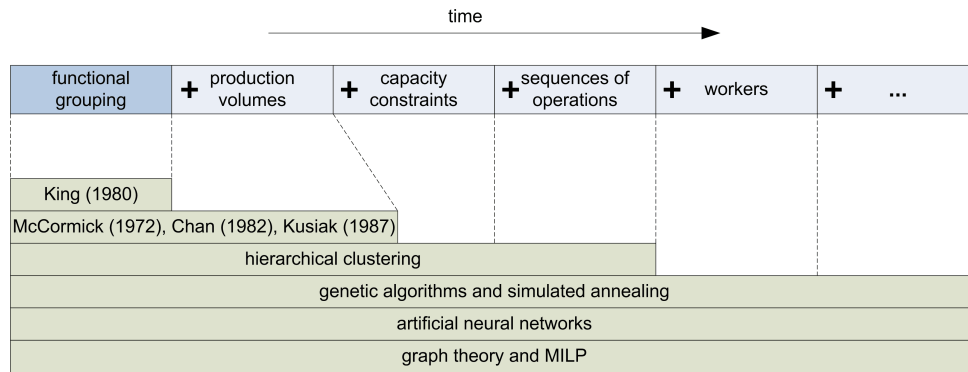 time
functional
grouping
+ production
volumes
+ capacity
constraints
+ sequences of
operations
+ workers
+ ...
King (1980)
McCormick (1972), Chan (1982), Kusiak (1987)
hierarchical clustering
genetic algorithms and simulated annealing
artificial neural networks
graph theory and MILP